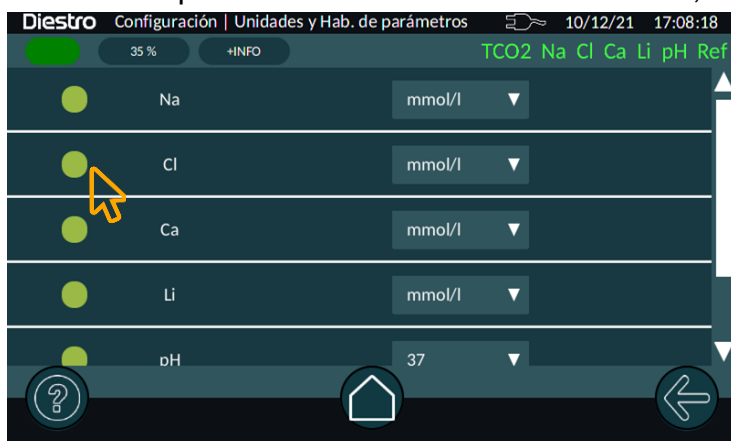 Diestro Configuración | Unidades y Hab. de parámetros 10/12/21 17:08:18
35 % +INFO TCO2 Na Cl Ca Li pH Ref
Na mmol/l
Cl mmol/l
Ca mmol/l
Li mmol/l
pH 37
?